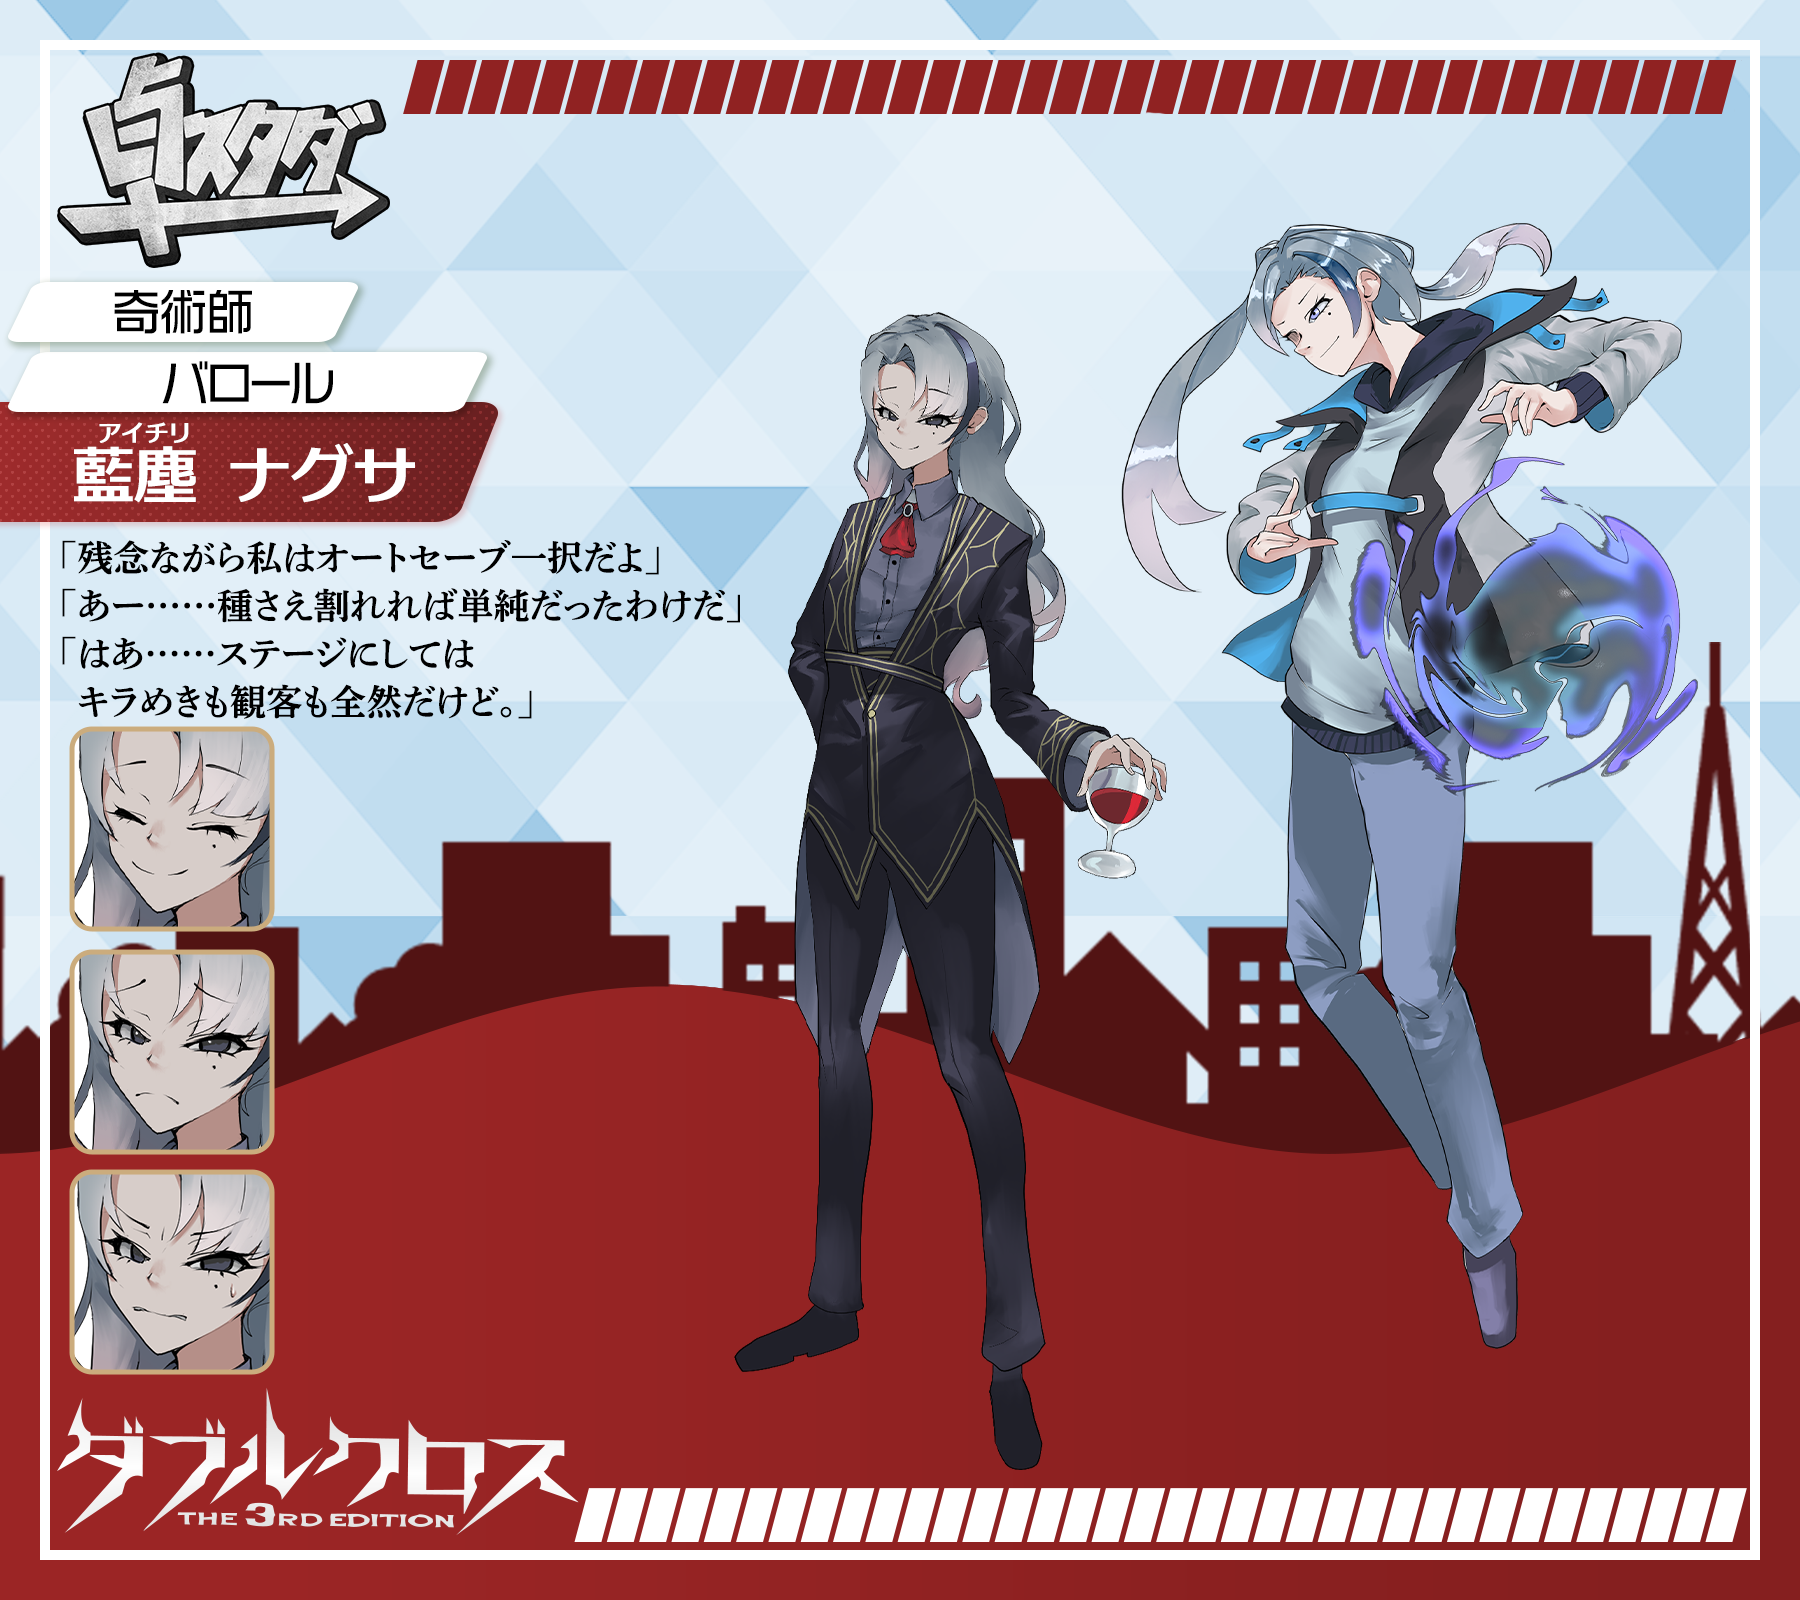 卓スタダ
奇術師
バロール
アイチリ
藍塵 ナグサ
「残念ながら私はオートセーブ一択だよ」
「あー……種さえ割れれば単純だったわけだ」
「はあ……ステージにしては
キラめきも観客も全然だけど。」
ダブルクロス
THE 3RD EDITION